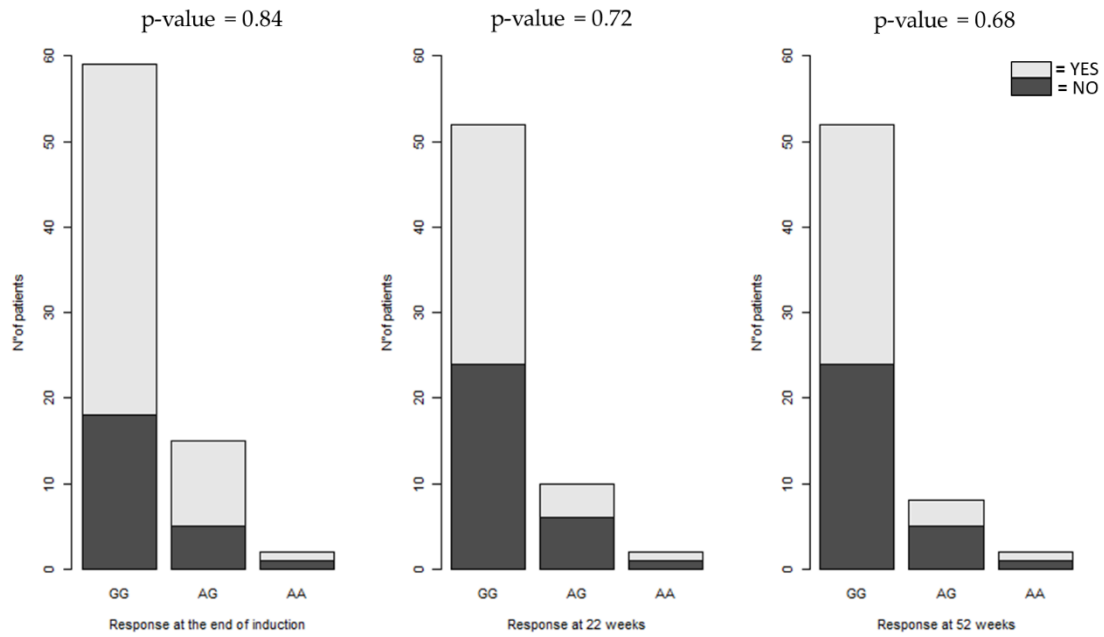 p-value = 0.84
60
50
40
30
20
10
0
N°of patients
GG AG AA
Response at the end of induction
p-value = 0.72
60
50
40
30
20
10
0
N°of patients
GG AG AA
Response at 22 weeks
p-value = 0.68
= YES
= NO
60
50
40
30
20
10
0
N°of patients
GG AG AA
Response at 52 weeks